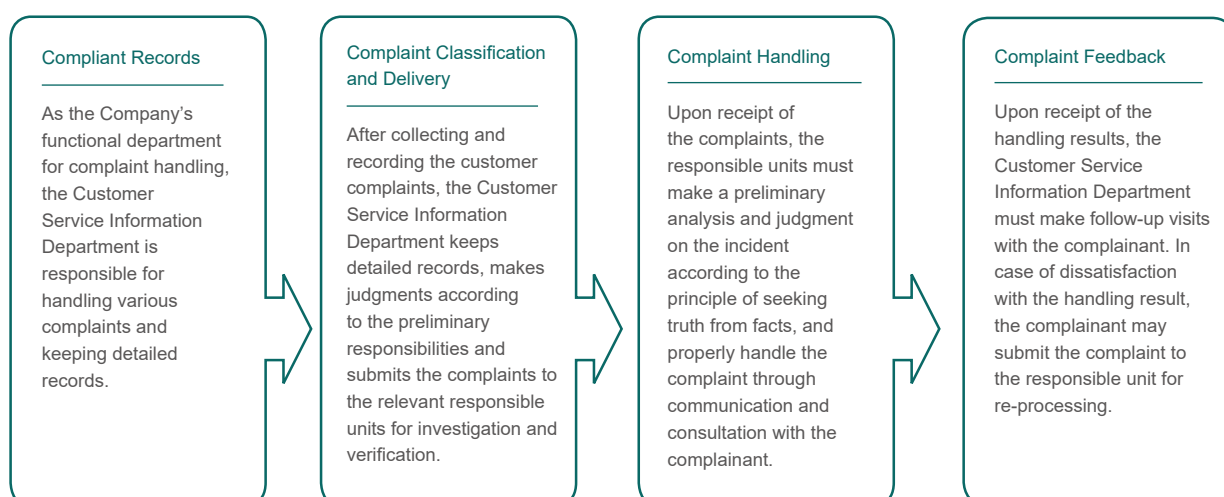 Compliant Records
As the Company's
functional department
for complaint handling,
the Customer
Service Information
Department is
responsible for
handling various
complaints and
keeping detailed
records.
Complaint Classification
and Delivery
After collecting and
recording the customer
complaints, the Customer
Service Information
Department keeps
detailed records, makes
judgments according
to the preliminary
responsibilities and
submits the complaints to
the relevant responsible
units for investigation and
verification.
Complaint Handling
Upon receipt of
the complaints, the
responsible units must
make a preliminary
analysis and judgment
on the incident
according to the
principle of seeking
truth from facts, and
properly handle the
complaint through
communication and
consultation with the
complainant.
Complaint Feedback
Upon receipt of the
handling results, the
Customer Service
Information Department
must make follow-up visits
with the complainant. In
case of dissatisfaction
with the handling result,
the complainant may
submit the complaint to
the responsible unit for
re-processing.